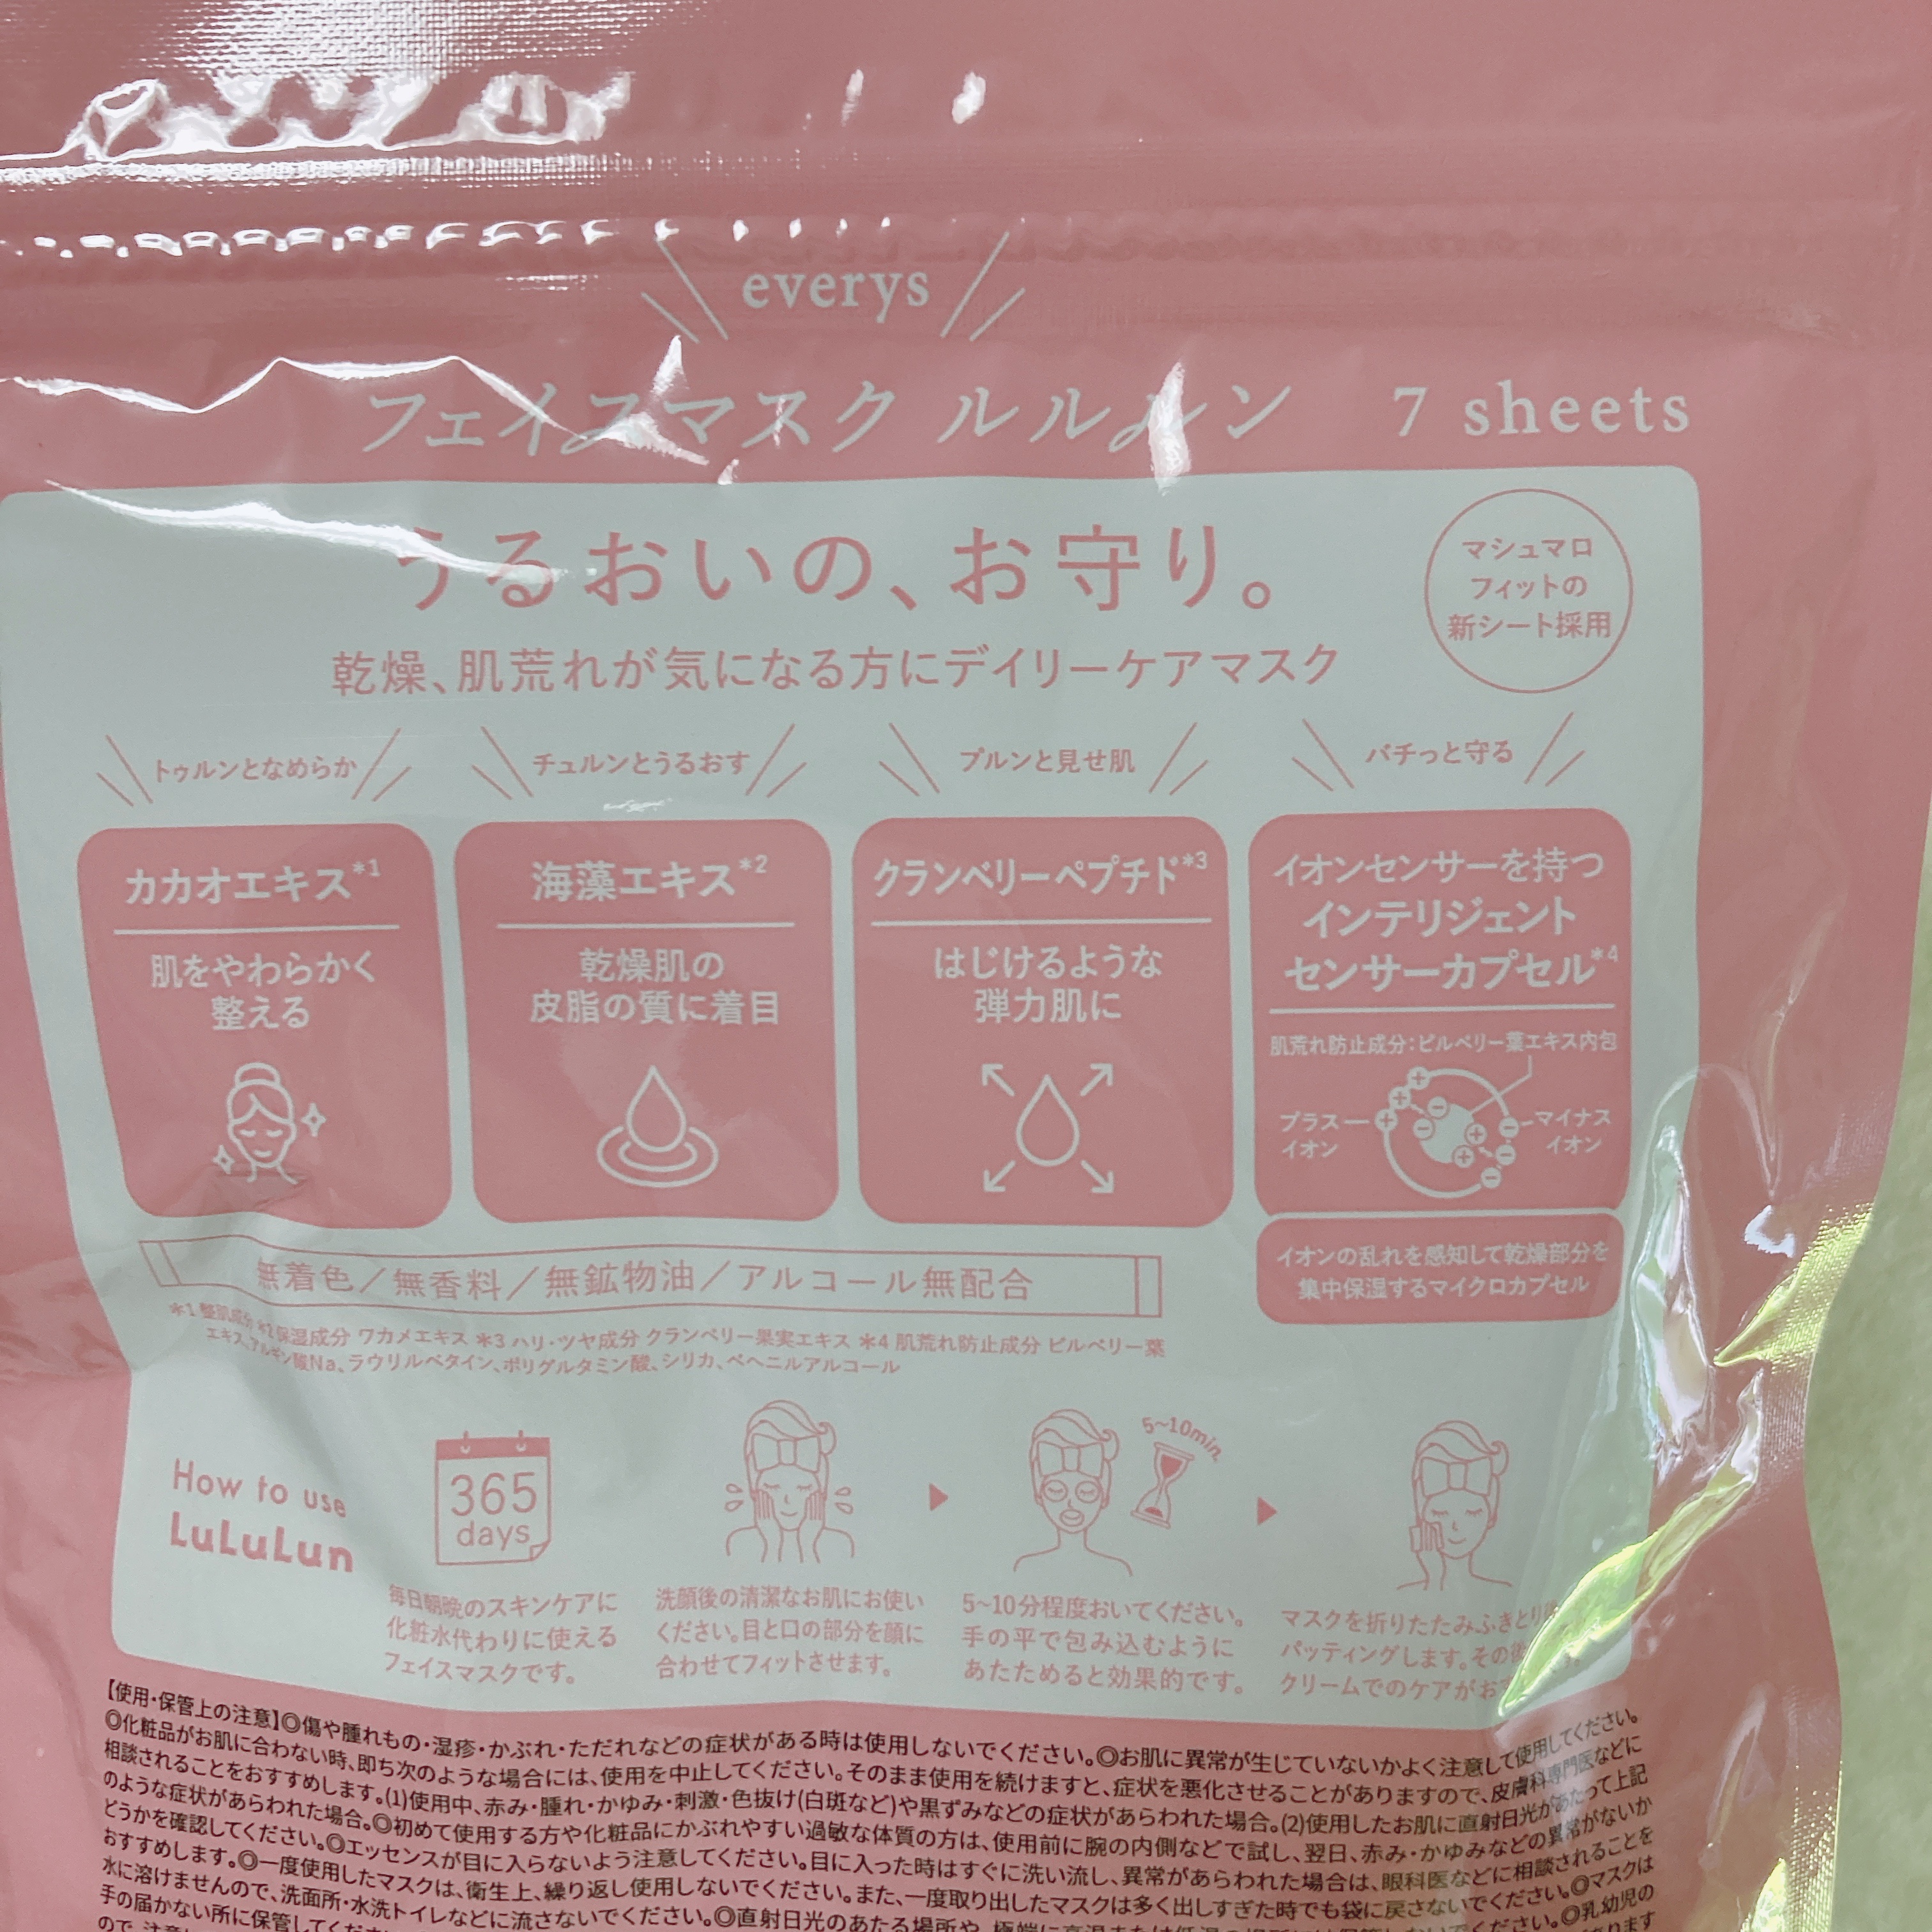 everys
フェイスマスク ルルルン 7 sheets
うるおいの、お守り。
マシュマロ
フィットの
新シート採用
乾燥、肌荒れが気になる方にデイリーケアマスク
トゥルンとなめらか
カカオエキス*1
肌をやわらかく
整える
チュルンとうるおす
海藻エキス*2
乾燥肌の
皮脂の質に着目
プルンと見せ肌
クランベリーペプチド*3
はじけるような
弾力肌に
バチっと守る
イオンセンサーを持つ
インテリジェント
センサーカプセル*4
肌荒れ防止成分:ビルベリー葉エキス内包
プラス
イオン
マイナス
イオン
イオンの乱れを感知して乾燥部分を
集中保湿するマイクロカプセル
無着色/無香料/無鉱物油/アルコール無配合
*1 整肌成分 *2 保湿成分 ワカメエキス *3 ハリ・ツヤ成分 クランベリー果実エキス *4 肌荒れ防止成分 ビルベリー葉
エキス、アルギン酸Na、ラウリルベタイン、ポリグルタミン酸、シリカ、ベヘニルアルコール
How to use
LuLuLun
365
days
毎日朝晩のスキンケアに
化粧水代わりに使える
フェイスマスクです。
洗顔後の清潔なお肌にお使い
ください。目と口の部分を顔に
合わせてフィットさせます。
5~10min.
5~10分程度おいてください。
手の平で包み込むように
あたためると効果的です。
マスクを折りたたみふきとり
パッティングします。その後
クリームでのケアがお
【使用・保管上の注意】◎傷や腫れもの・湿疹・かぶれ・ただれなどの症状がある時は使用しないでください。◎お肌に異常が生じていないかよく注意して使用してください。
◎化粧品がお肌に合わない時、即ち次のような場合には、使用を中止してください。そのまま使用を続けますと、症状を悪化させることがありますので、皮膚科専門医などに
相談されることをおすすめします。(1)使用中、赤み・腫れ・かゆみ・刺激・色抜け(白斑など)や黒ずみなどの症状があらわれた場合。(2)使用したお肌に直射日光があたって上記
のような症状があらわれた場合。◎初めて使用する方や化粧品にかぶれやすい過敏な体質の方は、使用前に腕の内側などで試し、翌日、赤み・かゆみなどの異常がないか
どうかを確認してください。◎エッセンスが目に入らないよう注意してください。目に入った時はすぐに洗い流し、異常があらわれた場合は、眼科医などに相談されることを
おすすめします。◎一度使用したマスクは、衛生上、繰り返し使用しないでください。また、一度取り出したマスクは多く出しすぎた時でも袋に戻さないでください。◎マスクは
水に溶けませんので、洗面所・水洗トイレなどに流さないでください。◎直射日光のあたる場所や、極端に高温または低温の場所には保管しないでください。◎乳幼児の
手の届かない所に保管してくだ